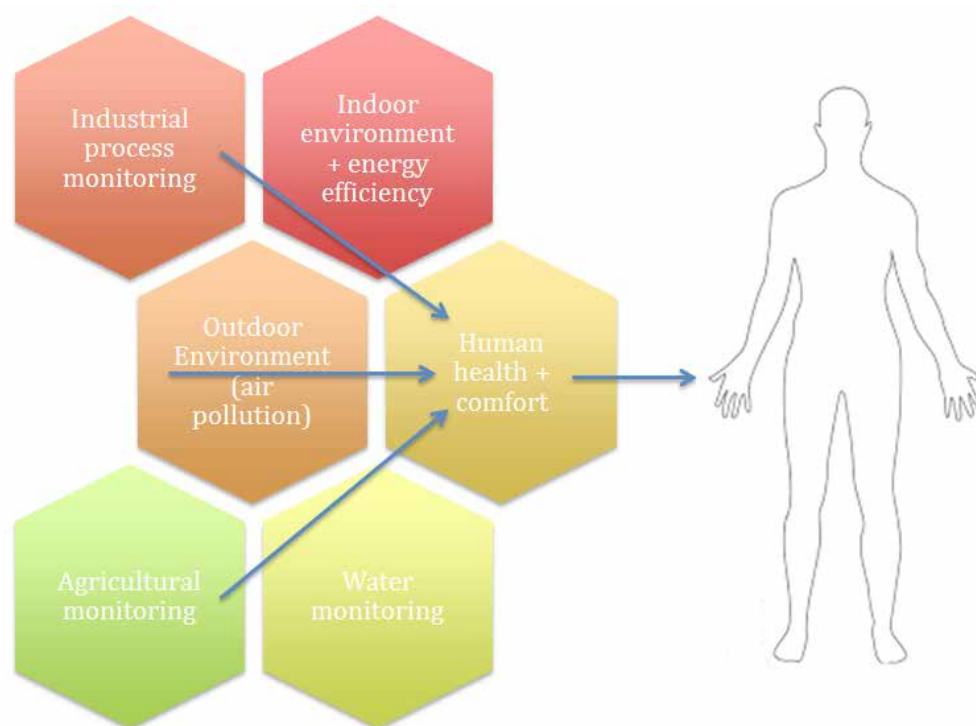 Industrial
process
monitoring
Indoor
environment
+ energy
efficiency
Outdoor
Environment
(air
pollution)
Human
health +
comfort
Agricultural
monitoring
Water
monitoring